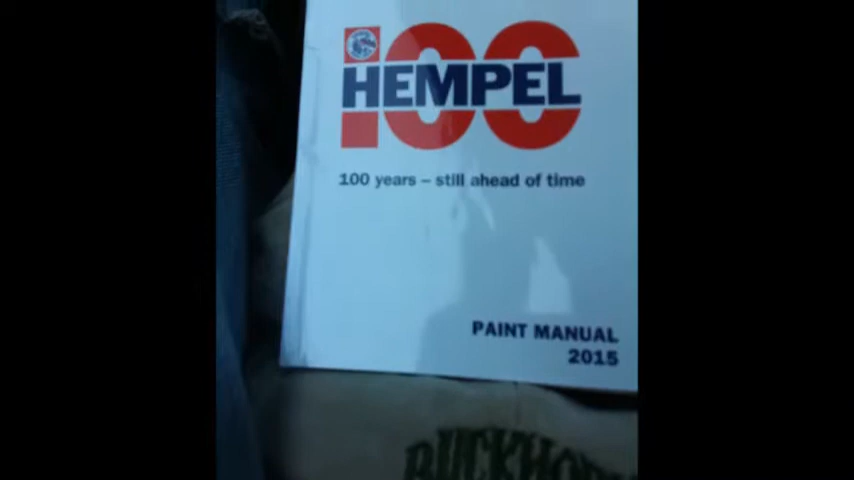 100
HEMPEL
100 years – still ahead of time
PAINT MANUAL
2015